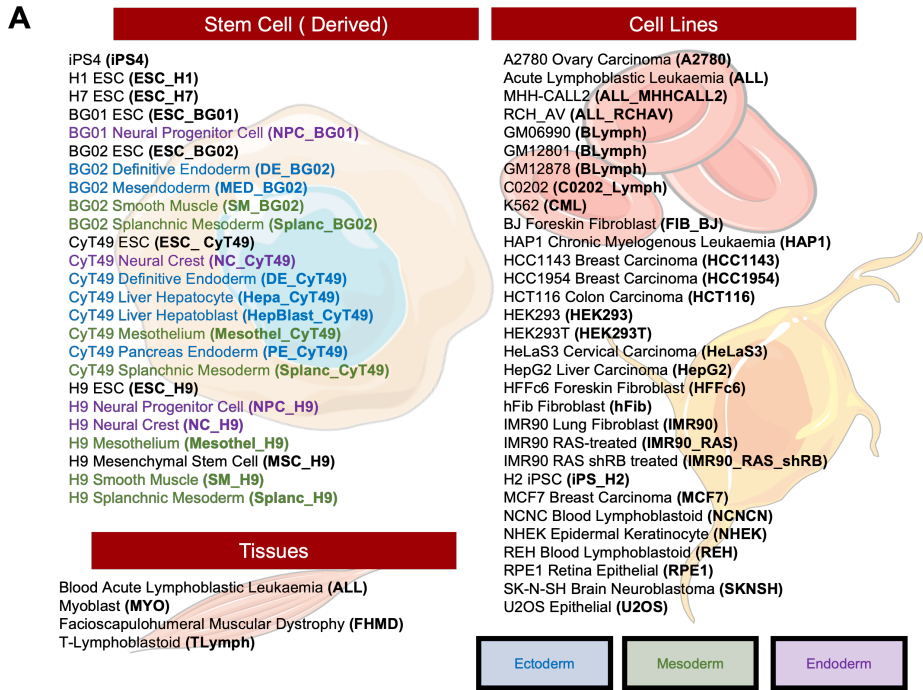 A
Stem Cell ( Derived)
iPS4 (iPS4)
H1 ESC (ESC_H1)
H7 ESC (ESC_H7)
BG01 ESC (ESC_BG01)
BG01 Neural Progenitor Cell (NPC_BG01)
BG02 ESC (ESC_BG02)
BG02 Definitive Endoderm (DE_BG02)
BG02 Mesendoderm (MED_BG02)
BG02 Smooth Muscle (SM_BG02)
BG02 Splanchnic Mesoderm (Splanc_BG02)
CyT49 ESC (ESC_ CyT49)
CyT49 Neural Crest (NC_CyT49)
CyT49 Definitive Endoderm (DE_CyT49)
CyT49 Liver Hepatocyte (Hepa_CyT49)
CyT49 Liver Hepatoblast (HepBlast_CyT49)
CyT49 Mesothelium (Mesothel_CyT49)
CyT49 Pancreas Endoderm (PE_CyT49)
CyT49 Splanchnic Mesoderm (Splanc_CyT49)
H9 ESC (ESC_H9)
H9 Neural Progenitor Cell (NPC_H9)
H9 Neural Crest (NC_H9)
H9 Mesothelium (Mesothel_H9)
H9 Mesenchymal Stem Cell (MSC_H9)
H9 Smooth Muscle (SM_H9)
H9 Splanchnic Mesoderm (Splanc_H9)
Tissues
Blood Acute Lymphoblastic Leukaemia (ALL)
Myoblast (MYO)
Facioscapulohumeral Muscular Dystrophy (FHMD)
T-Lymphoblastoid (TLymph)
Cell Lines
A2780 Ovary Carcinoma (A2780)
Acute Lymphoblastic Leukaemia (ALL)
MHH-CALL2 (ALL_MHHCALL2)
RCH_AV (ALL_RCHAV)
GM06990 (BLymph)
GM12801 (BLymph)
GM12878 (BLymph)
C0202 (C0202_Lymph)
K562 (CML)
BJ Foreskin Fibroblast (FIB_BJ)
HAP1 Chronic Myelogenous Leukaemia (HAP1)
HCC1143 Breast Carcinoma (HCC1143)
HCC1954 Breast Carcinoma (HCC1954)
HCT116 Colon Carcinoma (HCT116)
HEK293 (HEK293)
HEK293T (HEK293T)
HeLaS3 Cervical Carcinoma (HeLaS3)
HepG2 Liver Carcinoma (HepG2)
HFFc6 Foreskin Fibroblast (HFFc6)
hFib Fibroblast (hFib)
IMR90 Lung Fibroblast (IMR90)
IMR90 RAS-treated (IMR90_RAS)
IMR90 RAS shRB treated (IMR90_RAS_shRB)
H2 iPSC (iPS_H2)
MCF7 Breast Carcinoma (MCF7)
NCNC Blood Lymphoblastoid (NCNCN)
NHEK Epidermal Keratinocyte (NHEK)
REH Blood Lymphoblastoid (REH)
RPE1 Retina Epithelial (RPE1)
SK-N-SH Brain Neuroblastoma (SKNSH)
U2OS Epithelial (U2OS)
Ectoderm
Mesoderm
Endoderm